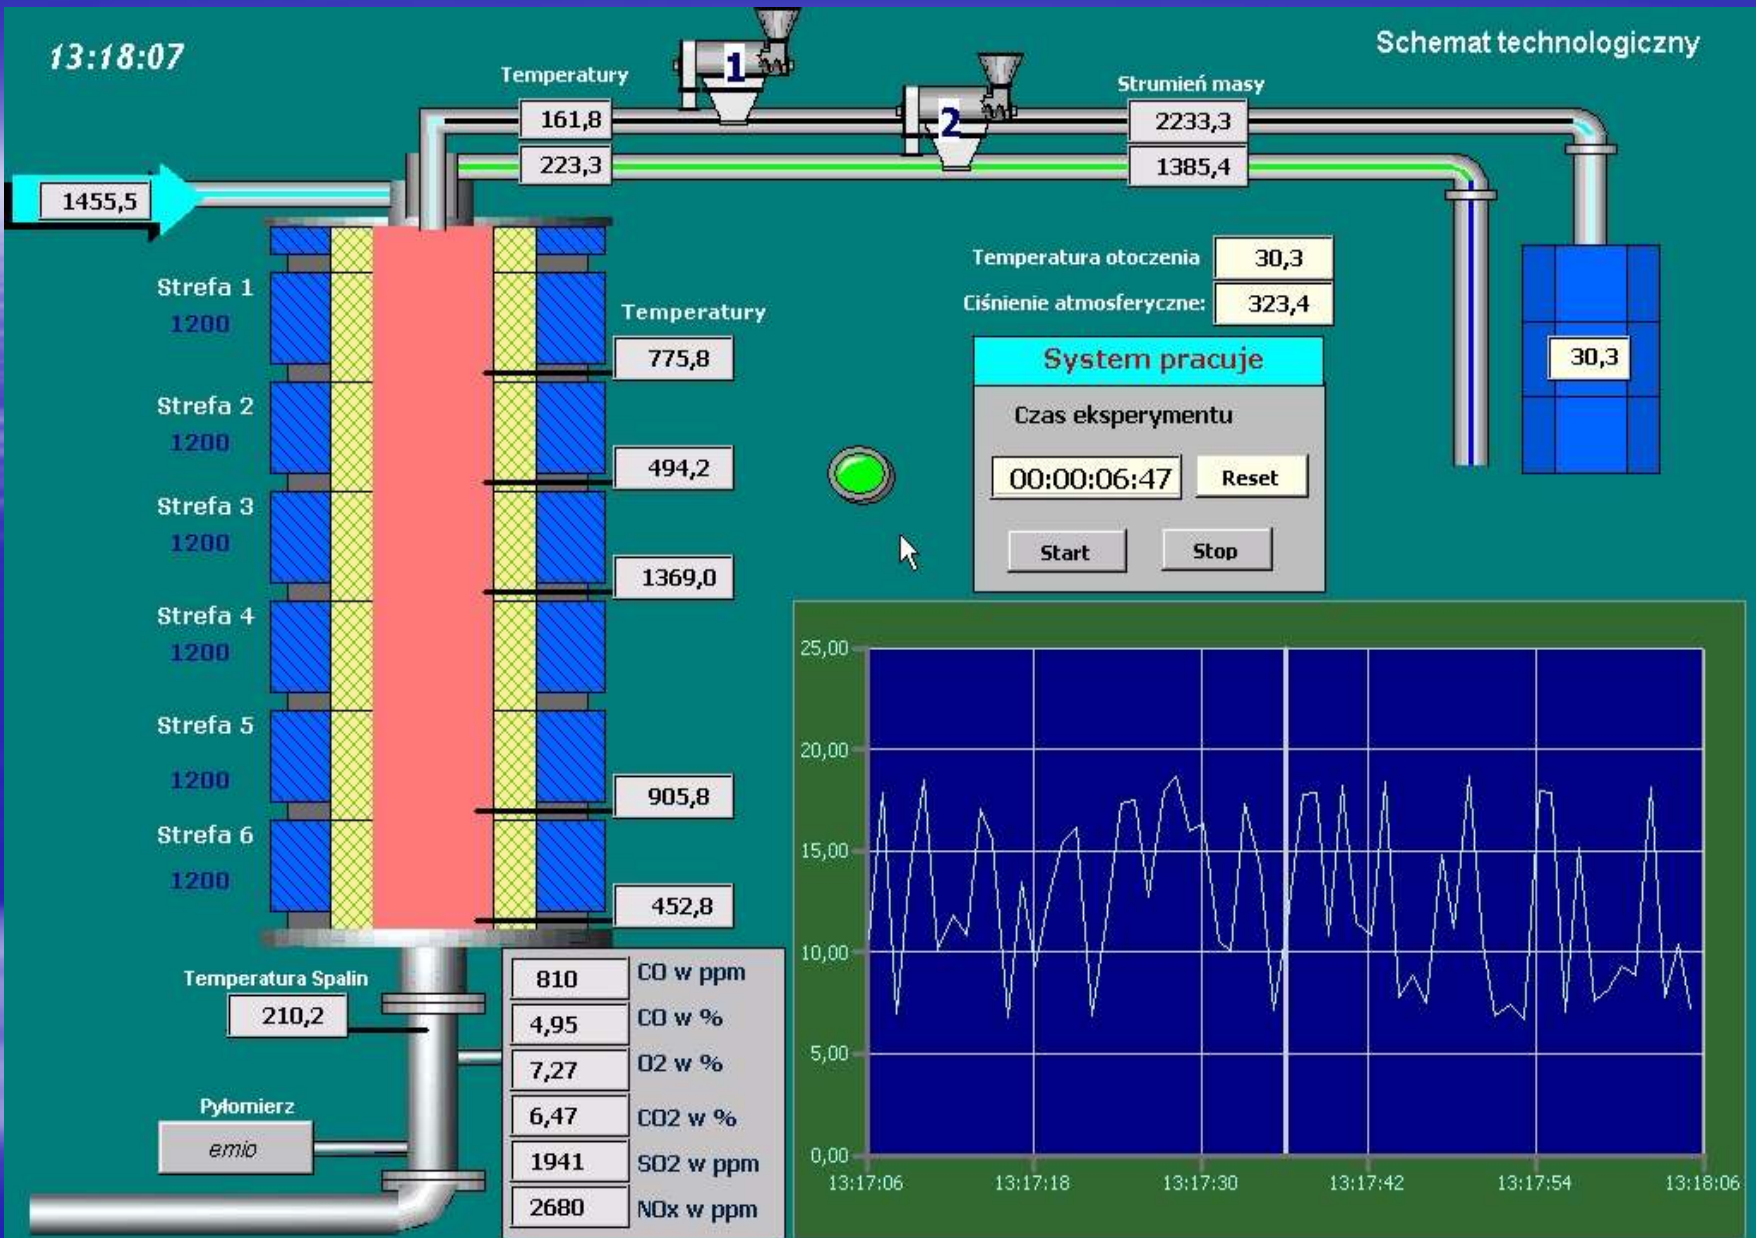 13:18:07
Schemat technologiczny
1
2
Temperatury
161,8
223,3
Strumień masy
2233,3
1385,4
1455,5
Temperatura otoczenia
30,3
Ciśnienie atmosferyczne:
323,4
30,3
System pracuje
Czas eksperymentu
00:00:06:47
Reset
Start
Stop
Strefa 1
1200
Strefa 2
1200
Strefa 3
1200
Strefa 4
1200
Strefa 5
1200
Strefa 6
1200
Temperatury
775,8
494,2
1369,0
905,8
452,8
Temperatura Spalin
210,2
Pyłomierz
emio
810 CO w ppm
4,95 CO w %
7,27 O2 w %
6,47 CO2 w %
1941 SO2 w ppm
2680 NOx w ppm
25,00
20,00
15,00
10,00
5,00
0,00
13:17:06 13:17:18 13:17:30 13:17:42 13:17:54 13:18:06